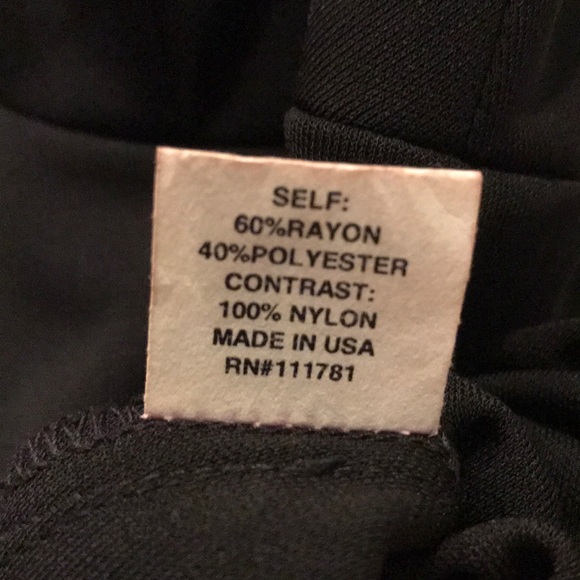 SELF:
60%RAYON
40%POLYESTER
CONTRAST:
100% NYLON
MADE IN USA
RN#111781